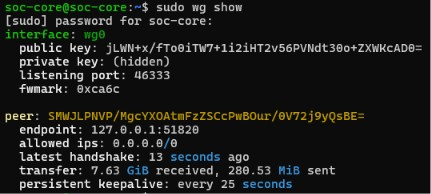 soc-core@soc-core:~$ sudo wg show
[sudo] password for soc-core:
interface: wg0
public key: jLWN+x/fTo0iTW7+1i2iHT2v56PVNdt30o+ZXWKcAD0=
private key: (hidden)
listening port: 46333
fwmark: 0xca6c
peer: SMWJLPNVP/MgcYXOAtmFzZSCcPwBOur/0V72j9yQsBE=
endpoint: 127.0.0.1:51820
allowed ips: 0.0.0.0/0
latest handshake: 13 seconds ago
transfer: 7.63 GiB received, 280.53 MiB sent
persistent keepalive: every 25 seconds